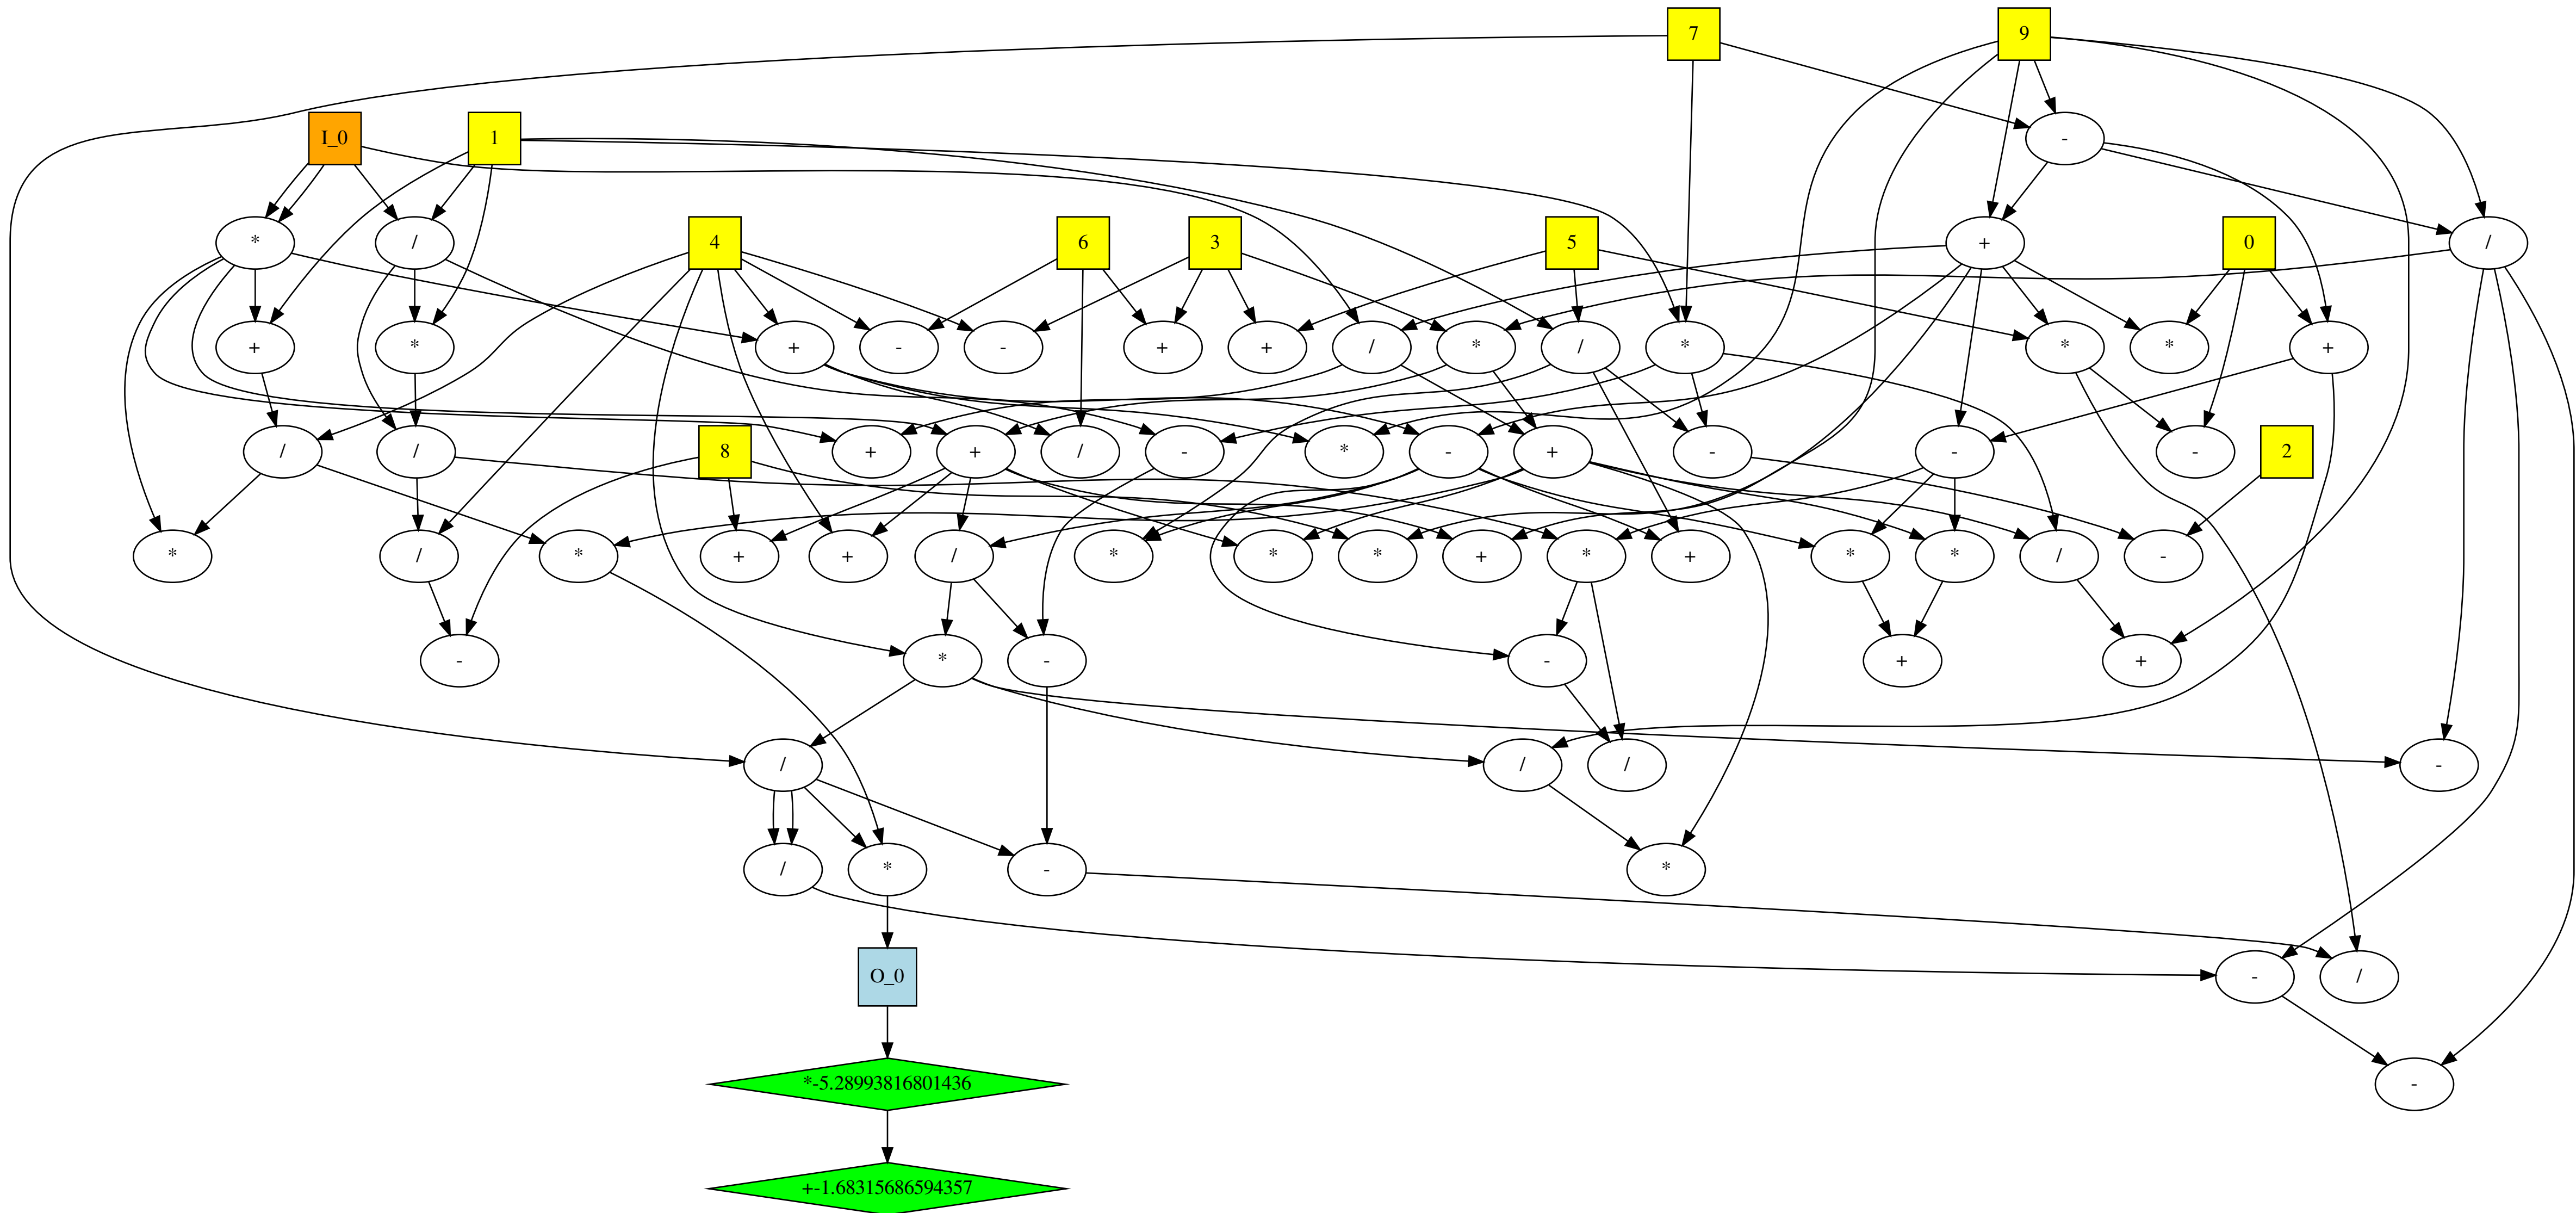 7 9
I_0 1 -
* / 4 6 3 5 + 0 /
+ * + - - + + / * / * * * +
/ / 8 + + / - * - + - - - 2
* / * + + / * * * + * + * * / -
- * - - + +
/ / / -
/ * - *
O_0 - /
*-5.28993816801436 -
+-1.68315686594357